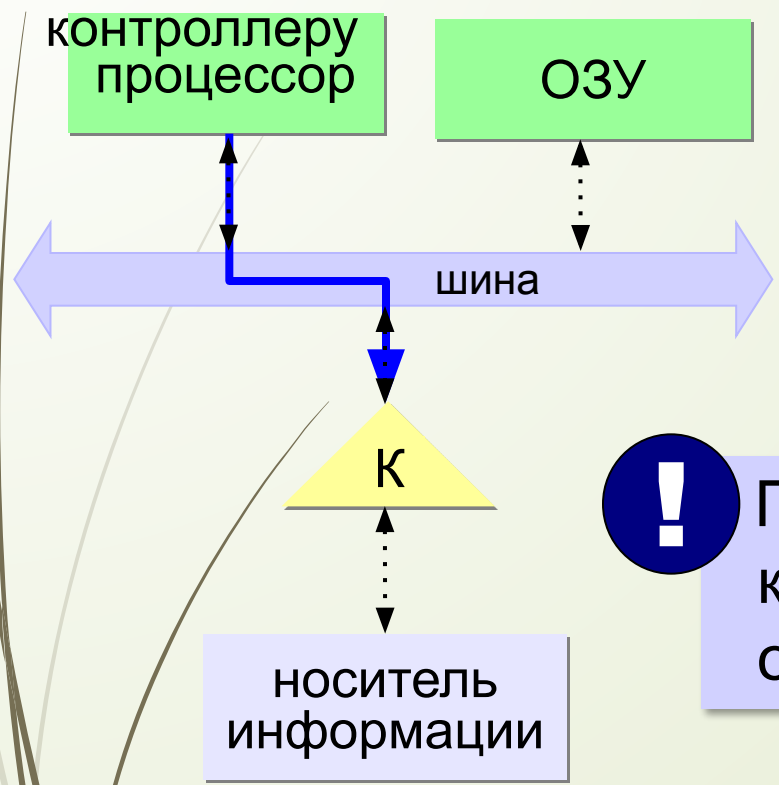 контроллеру
процессор
ОЗУ
шина
К
!
носитель
информации